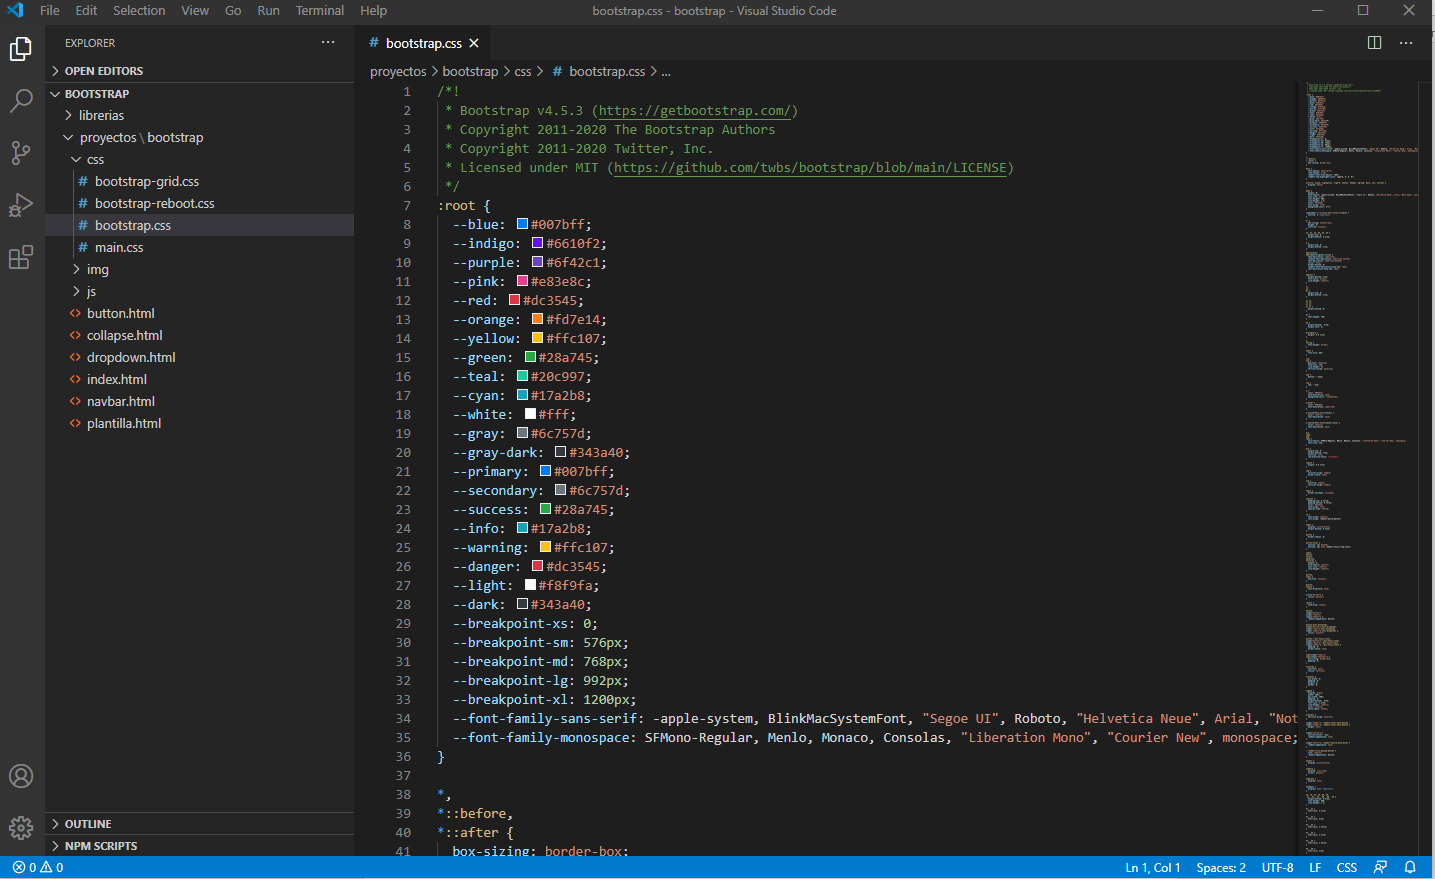 File Edit Selection View Go Run Terminal Help
bootstrap.css - bootstrap - Visual Studio Code
EXPLORER
OPEN EDITORS
BOOTSTRAP
librerias
proyectos \ bootstrap
css
# bootstrap-grid.css
# bootstrap-reboot.css
# bootstrap.css
# main.css
img
js
<> button.html
<> collapse.html
<> dropdown.html
<> index.html
<> navbar.html
<> plantilla.html
OUTLINE
NPM SCRIPTS
# bootstrap.css
proyectos > bootstrap > css > # bootstrap.css > ...
1 /*!
2  * Bootstrap v4.5.3 (https://getbootstrap.com/)
3  * Copyright 2011-2020 The Bootstrap Authors
4  * Copyright 2011-2020 Twitter, Inc.
5  * Licensed under MIT (https://github.com/twbs/bootstrap/blob/main/LICENSE)
6  */
7 :root {
8   --blue: #007bff;
9   --indigo: #6610f2;
10   --purple: #6f42c1;
11   --pink: #e83e8c;
12   --red: #dc3545;
13   --orange: #fd7e14;
14   --yellow: #ffc107;
15   --green: #28a745;
16   --teal: #20c997;
17   --cyan: #17a2b8;
18   --white: #fff;
19   --gray: #6c757d;
20   --gray-dark: #343a40;
21   --primary: #007bff;
22   --secondary: #6c757d;
23   --success: #28a745;
24   --info: #17a2b8;
25   --warning: #ffc107;
26   --danger: #dc3545;
27   --light: #f8f9fa;
28   --dark: #343a40;
29   --breakpoint-xs: 0;
30   --breakpoint-sm: 576px;
31   --breakpoint-md: 768px;
32   --breakpoint-lg: 992px;
33   --breakpoint-xl: 1200px;
34   --font-family-sans-serif: -apple-system, BlinkMacSystemFont, "Segoe UI", Roboto, "Helvetica Neue", Arial, "Not
35   --font-family-monospace: SFMono-Regular, Menlo, Monaco, Consolas, "Liberation Mono", "Courier New", monospace;
36 }
37
38 *,
39 *::before,
40 *::after {
41   box-sizing: border-box;
0 0
Ln 1, Col 1 Spaces: 2 UTF-8 LF CSS